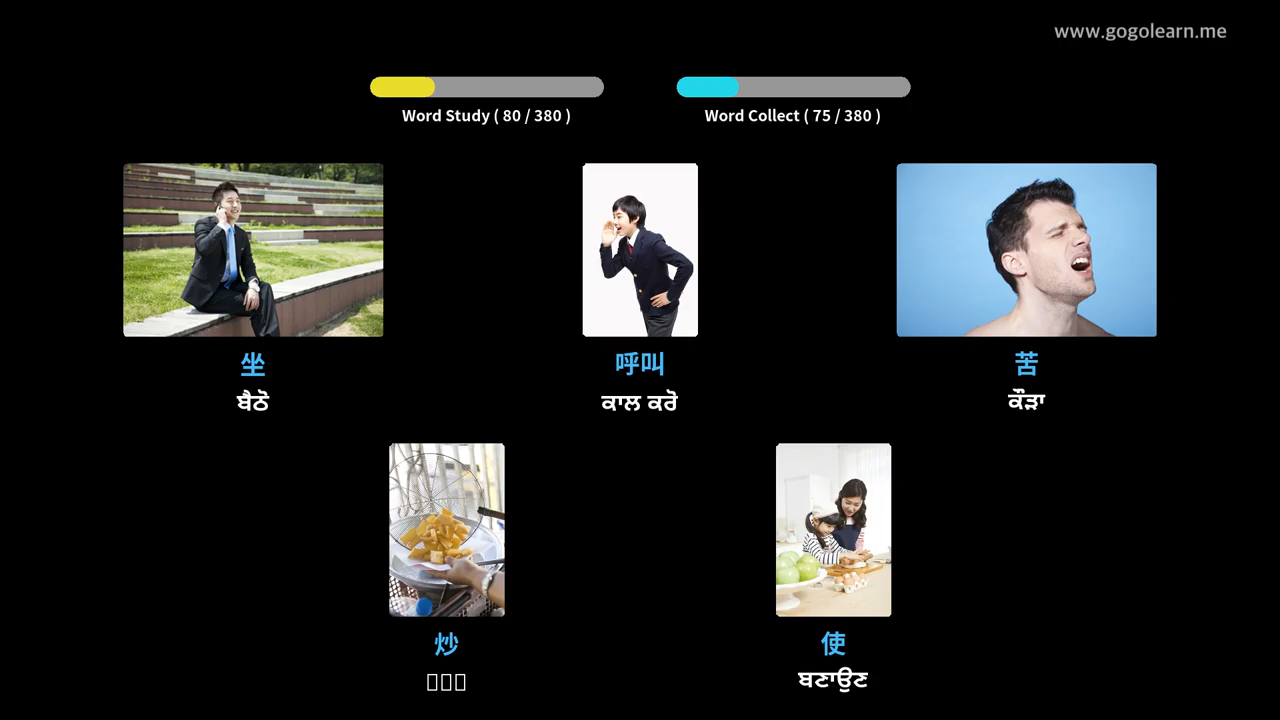 www.gogolearn.me
Word Study ( 80 / 380 )
Word Collect ( 75 / 380 )
坐
ਬੈਠੋ
呼叫
ਕਾਲ ਕਰੋ
苦
ਕੌੜਾ
炒
使
ਬਣਾਉਣ